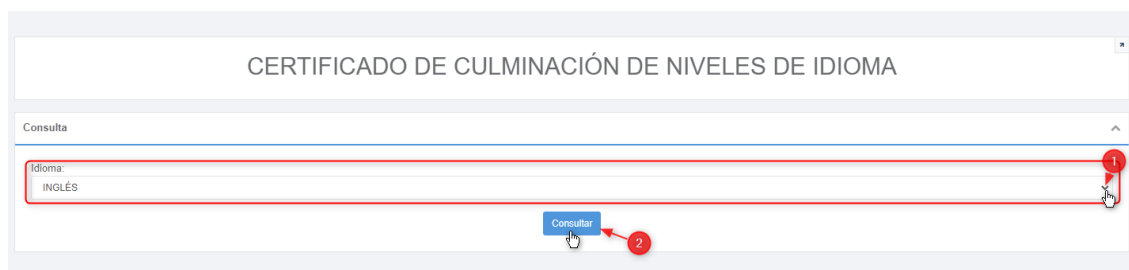 CERTIFICADO DE CULMINACIÓN DE NIVELES DE IDIOMA
Consulta
Idioma:
1
INGLÉS
Consultar
2